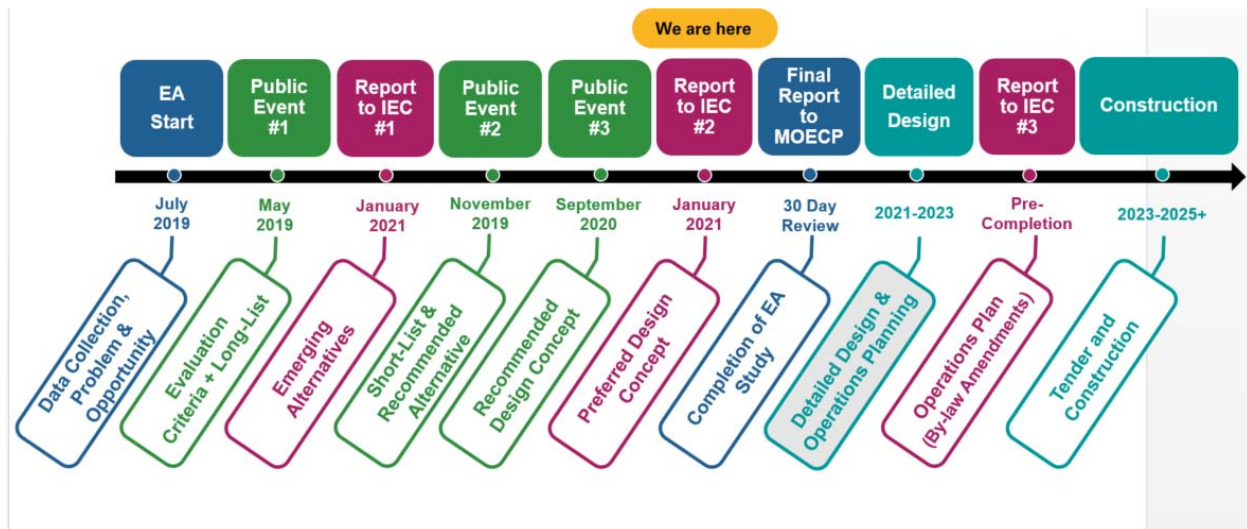 We are here
EA
Start
Public
Event
#1
Report
to IEC
#1
Public
Event
#2
Public
Event
#3
Report
to IEC
#2
Final
Report
to
MOECP
Detailed
Design
Report
to IEC
#3
Construction
July
2019
May
2019
January
2021
November
2019
September
2020
January
2021
30 Day
Review
2021-2023
Pre-
Completion
2023-2025+
Data Collection,
Problem &
Opportunity
Evaluation
Criteria + Long-List
Emerging
Alternatives
Short-List &
Recommended
Alternative
Recommended
Design Concept
Preferred Design
Concept
Completion of EA
Study
Detailed Design &
Operations Planning
Operations Plan
(By-law Amendments)
Tender and
Construction